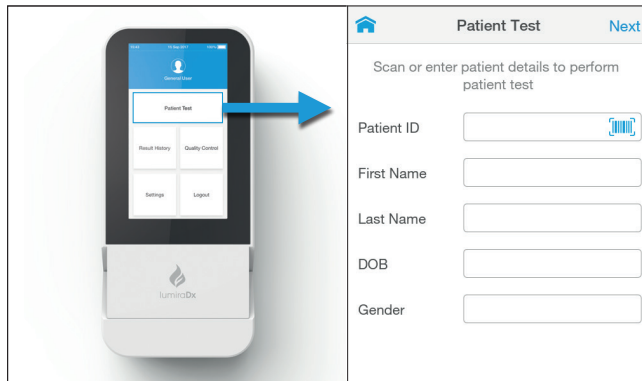 100%
General User
Patient Test
Result History
Quality Control
Settings
Logout
lumiraDx
Patient Test
Next
Scan or enter patient details to perform
patient test
Patient ID
First Name
Last Name
DOB
Gender